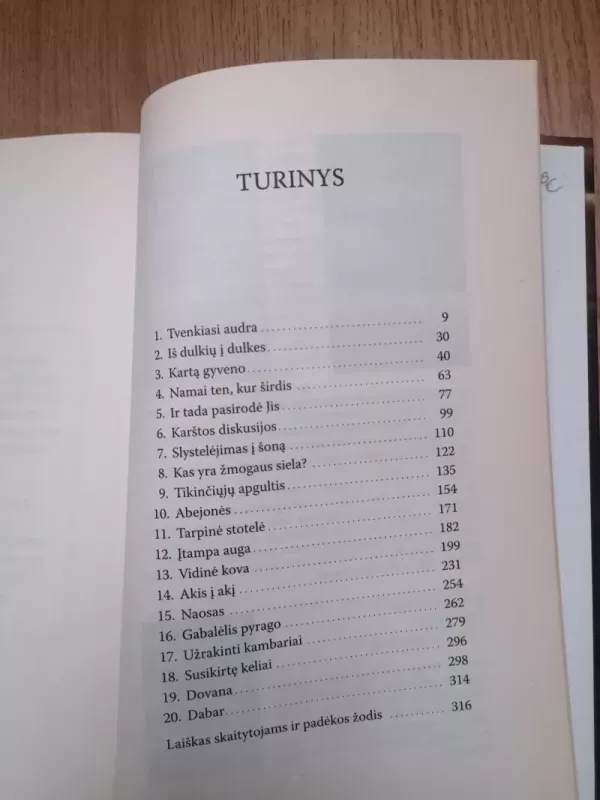 TURINYS
1. Tvenkiasi audra 9
2. Iš dulkių į dulkes 30
3. Kartą gyveno 40
4. Namai ten, kur širdis 63
5. Ir tada pasirodė Jis 77
6. Karštos diskusijos 99
7. Slystelėjimas į šoną 110
8. Kas yra žmogaus siela? 122
9. Tikinčiųjų apgultis 135
10. Abejonės 154
11. Tarpinė stotelė 171
12. Įtampa auga 182
13. Vidinė kova 199
14. Akis į akį 231
15. Naosas 254
16. Gabalėlis pyrago 262
17. Užrakinti kambariai 279
18. Susikirtę keliai 296
19. Dovana 298
20. Dabar 314
Laiškas skaitytojams ir padėkos žodis 316